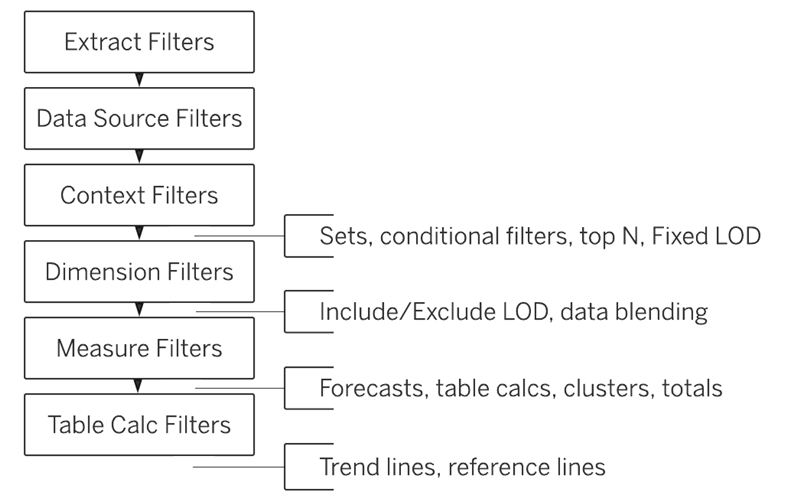 Extract Filters
Data Source Filters
Context Filters
Sets, conditional filters, top N, Fixed LOD
Dimension Filters
Include/Exclude LOD, data blending
Measure Filters
Forecasts, table calcs, clusters, totals
Table Calc Filters
Trend lines, reference lines